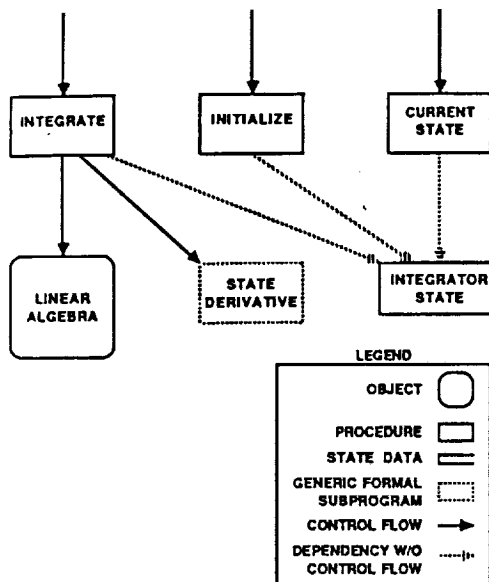 INTEGRATE
INITIALIZE
CURRENT
STATE
LINEAR
ALGEBRA
STATE
DERIVATIVE
INTEGRATOR
STATE
LEGEND
OBJECT
PROCEDURE
STATE DATA
GENERIC FORMAL
SUBPROGRAM
CONTROL FLOW
DEPENDENCY W/O
CONTROL FLOW